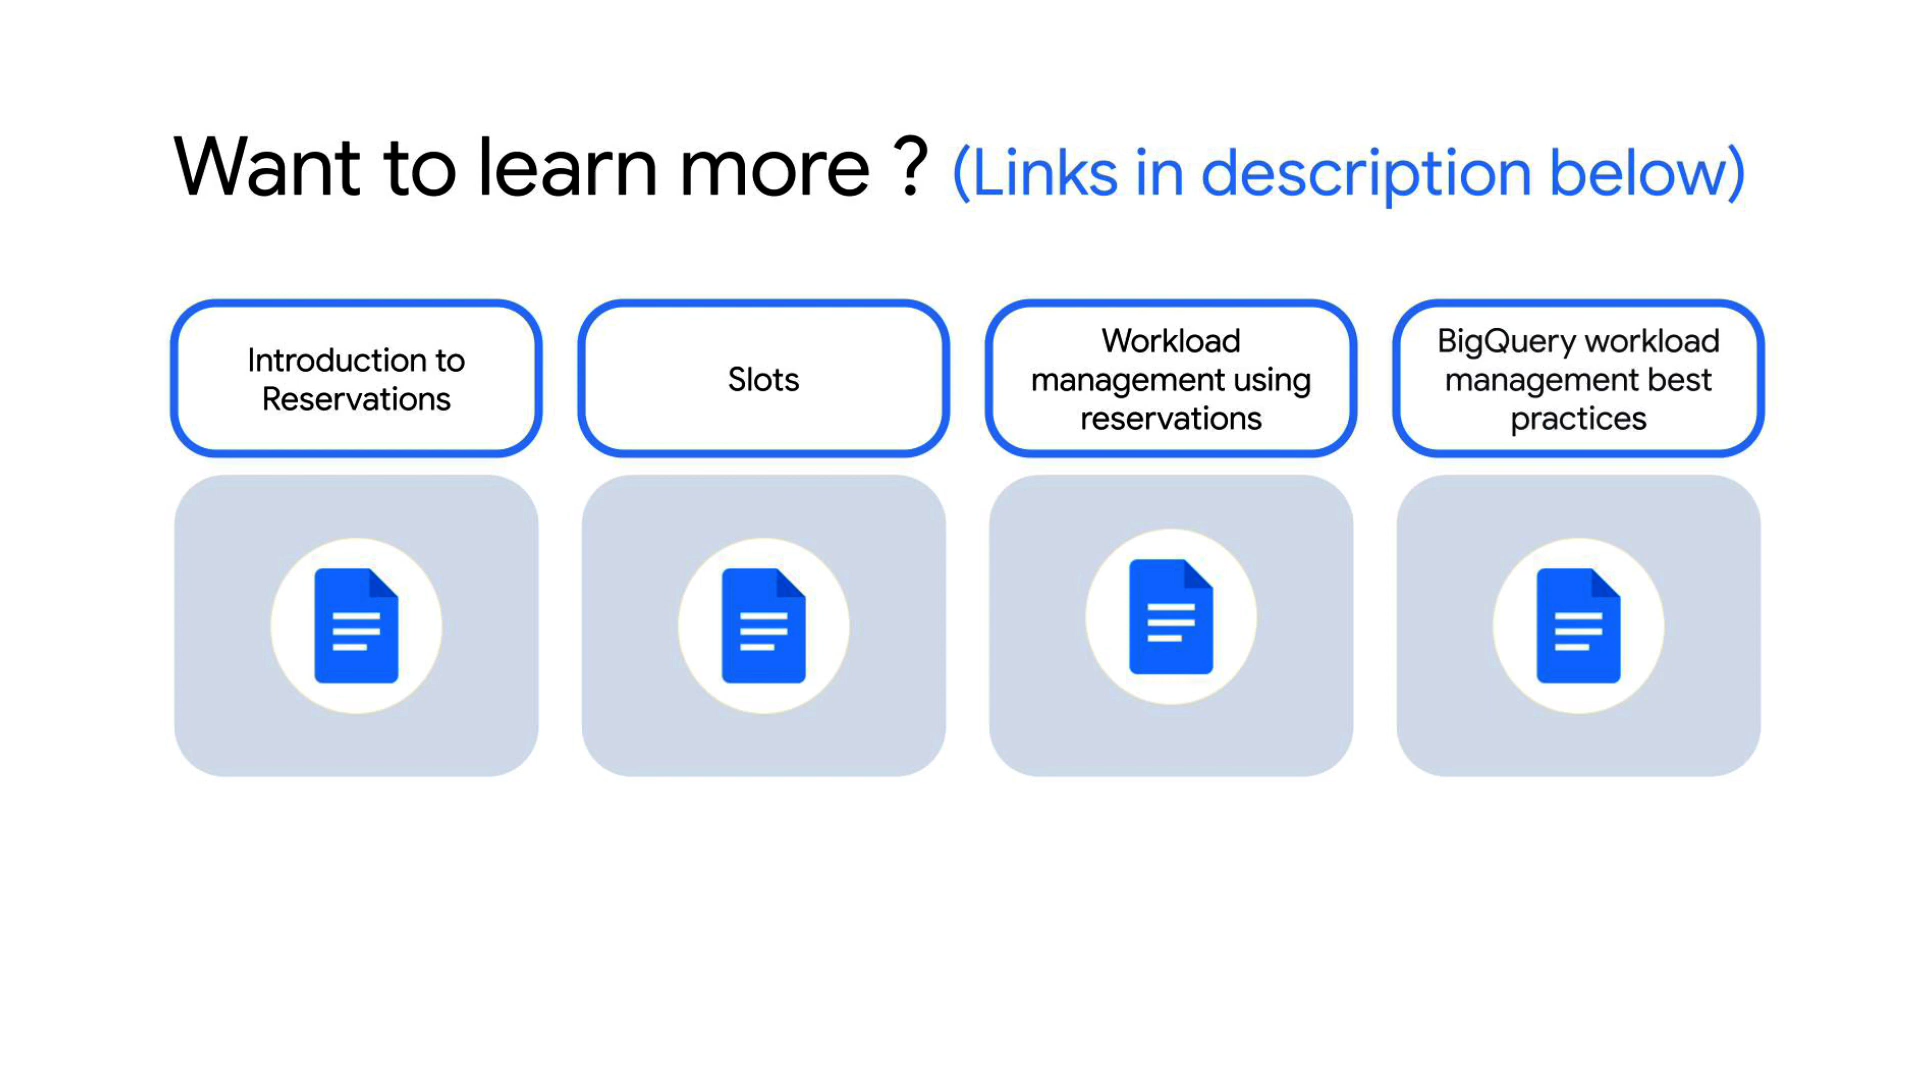 Want to learn more ? (Links in description below)
Introduction to
Reservations
Slots
Workload
management using
reservations
BigQuery workload
management best
practices